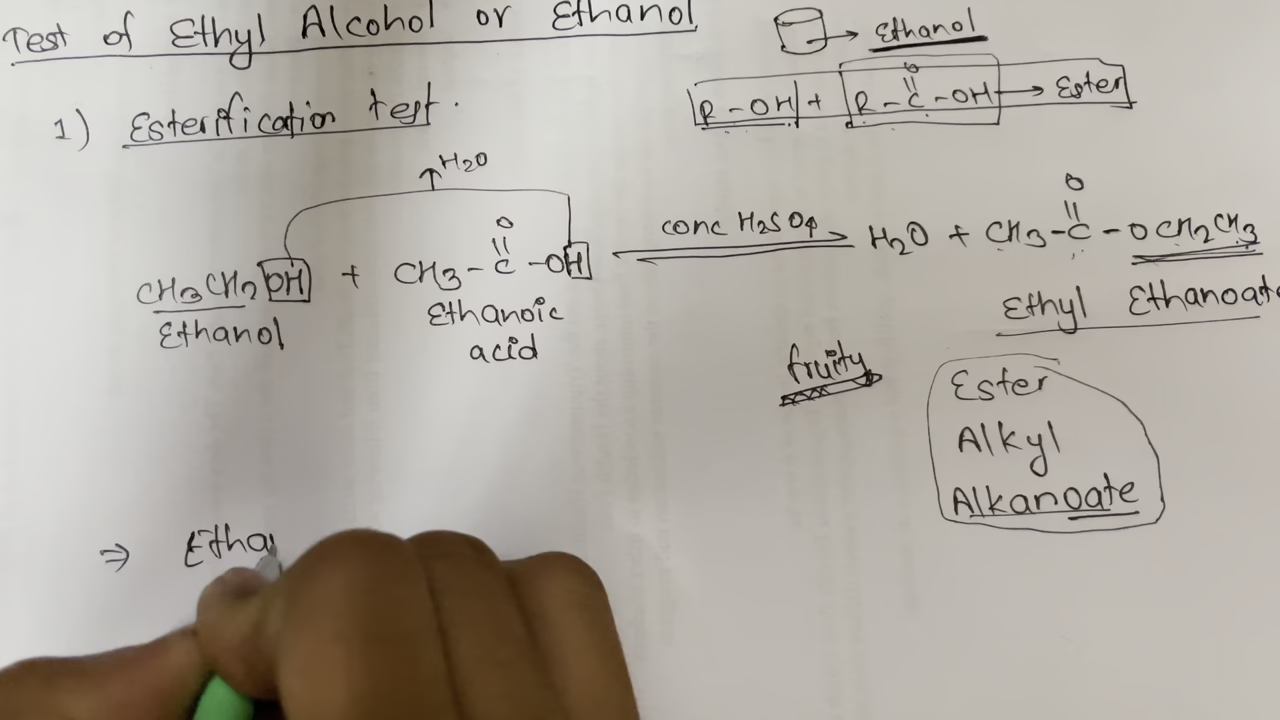 Test of Ethyl Alcohol or Ethanol
→ Ethanol
R-OH + R-C-OH → Ester
O
1) Esterification test.
↑H2O
CH3CH2OH + CH3-C-OH conc H2SO4 H2O + CH3-C-OCH2CH3
O
O
Ethanol
Ethanoic
acid
Ethyl Ethanoate
fruity
Ester
Alkyl
Alkanoate
⇒ Etha